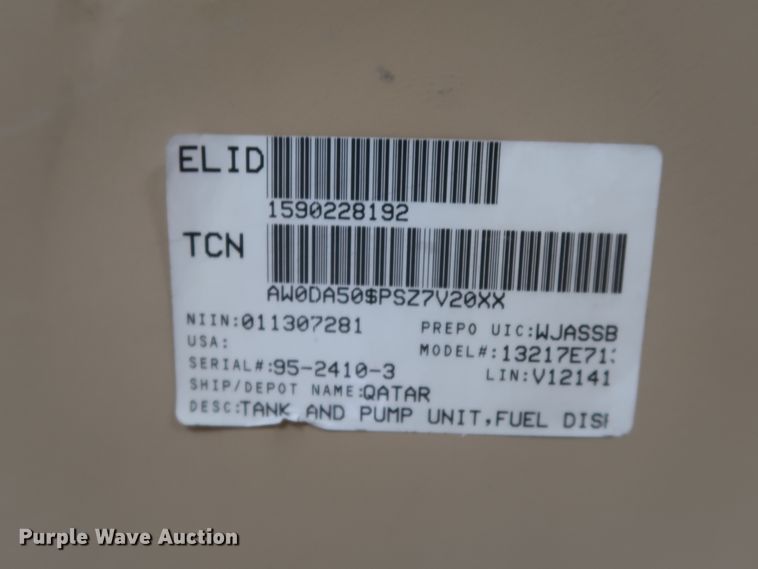 ELID
1590228192
TCN
AW0DA50$PSZ7V20XX
NIIN:011307281 PREPO UIC:WJASSB
USA: MODEL#:13217E71
SERIAL#:95-2410-3 LIN:V12141
SHIP/DEPOT NAME:QATAR
DESC:TANK AND PUMP UNIT,FUEL
Purple Wave Auction